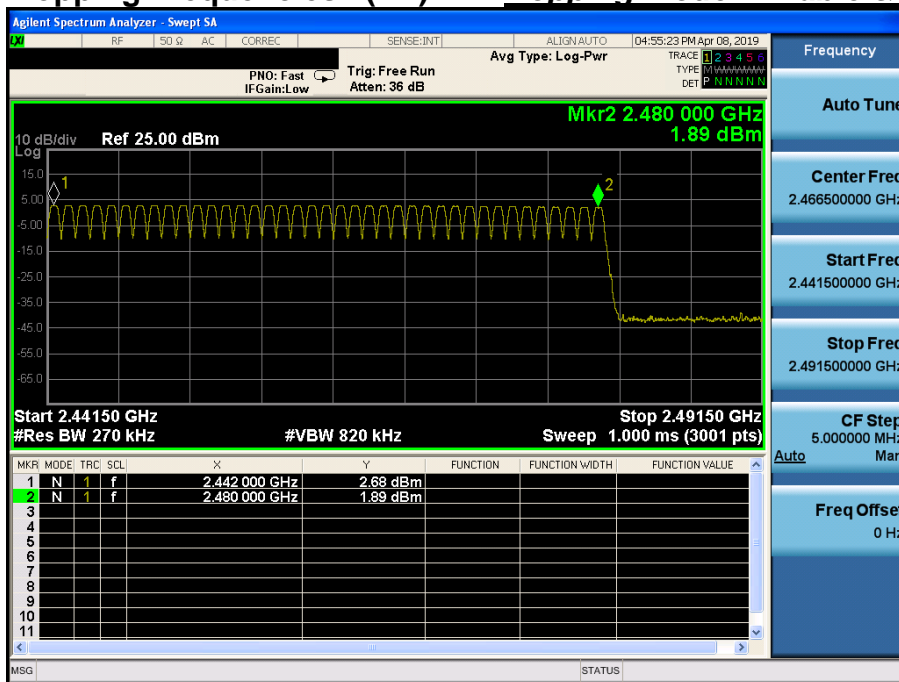 Agilent Spectrum Analyzer - Swept SA
LXI RF 50 Ω AC CORREC SENSE:INT ALIGN AUTO 04:55:23 PM Apr 08, 2019
Frequency
Avg Type: Log-Pwr
TRACE 1 2 3 4 5 6
PNO: Fast Trig: Free Run
TYPE M W W W W W
IFGain:Low Atten: 36 dB
DET P N N N N N
Auto Tune
Mkr2 2.480 000 GHz
1.89 dBm
10 dB/div Ref 25.00 dBm
Log
15.0
5.00
-5.00
-15.0
-25.0
-35.0
-45.0
-55.0
-65.0
1
2
Center Freq
2.466500000 GHz
Start Freq
2.441500000 GHz
Stop Freq
2.491500000 GHz
Start 2.44150 GHz Stop 2.49150 GHz
#Res BW 270 kHz #VBW 820 kHz Sweep 1.000 ms (3001 pts)
CF Step
5.000000 MHz
Auto Man
MKR MODE TRC SCL X Y FUNCTION FUNCTION WIDTH FUNCTION VALUE
1 N 1 f 2.442 000 GHz 2.68 dBm
2 N 1 f 2.480 000 GHz 1.89 dBm
3
4
5
6
7
8
9
10
11
Freq Offset
0 Hz
MSG STATUS